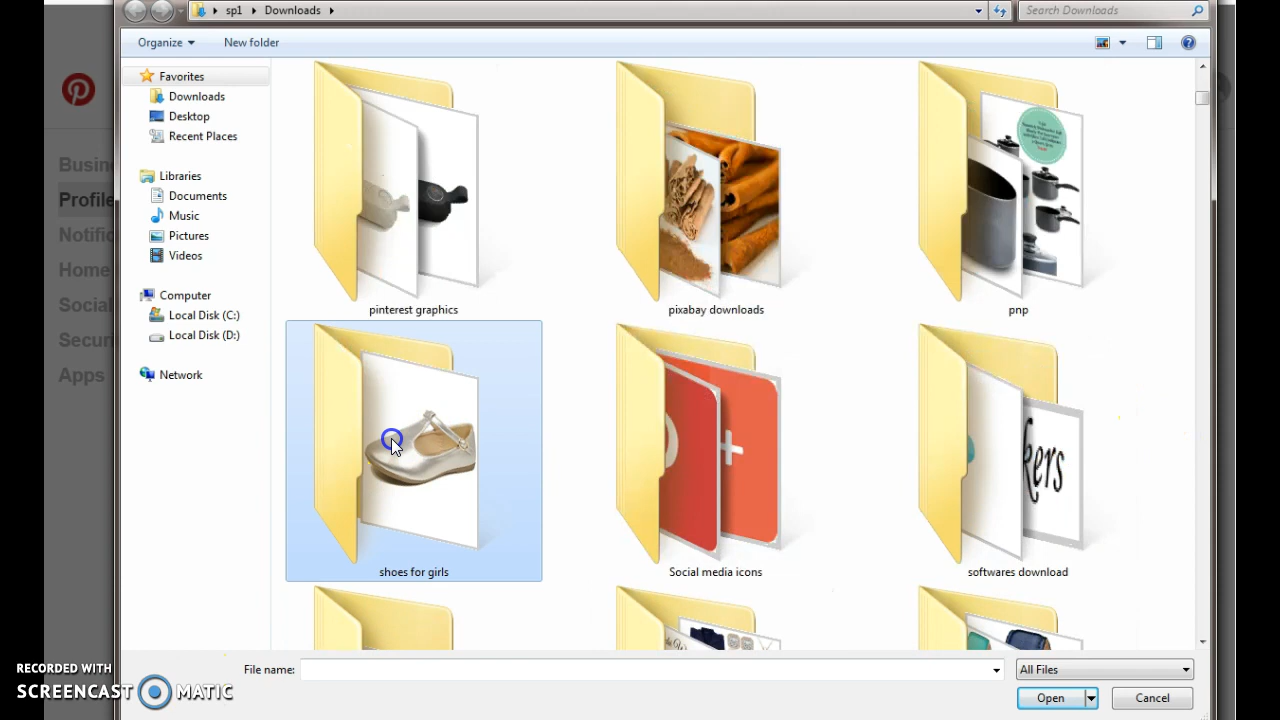 sp1 Downloads
Search Downloads
Organize
New folder
Favorites
Downloads
Desktop
Recent Places
Libraries
Documents
Music
Pictures
Videos
Computer
Local Disk (C:)
Local Disk (D:)
Network
Busin
Profile
Notific
Home
Social
Secur
Apps
pinterest graphics
pixabay downloads
pnp
kers
shoes for girls
Social media icons
softwares download
File name:
All Files
Open
Cancel
RECORDED WITH
SCREENCAST MATIC